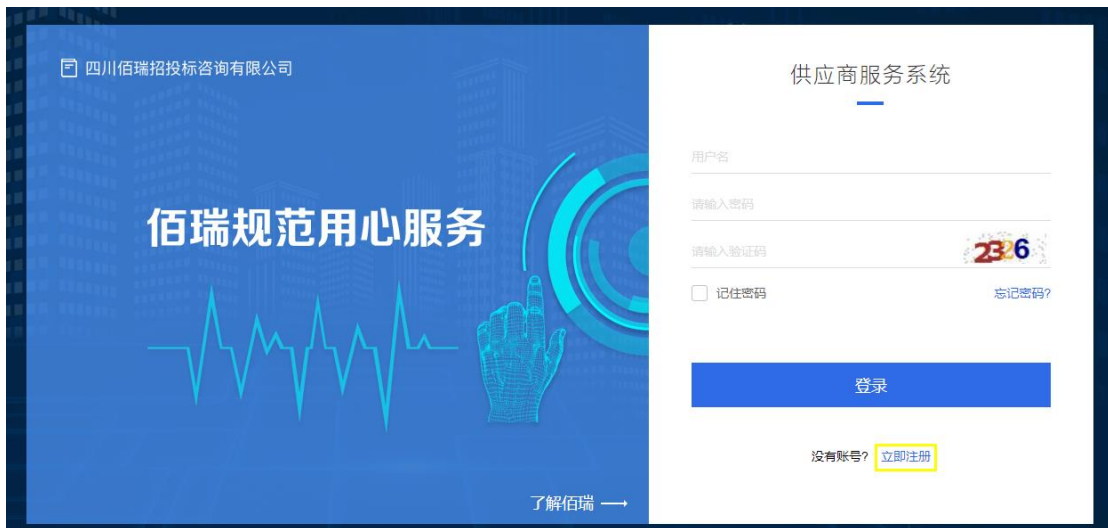 四川佰瑞招投标咨询有限公司
佰瑞规范用心服务
了解佰瑞
供应商服务系统
用户名
请输入密码
请输入验证码
2326
记住密码
忘记密码?
登录
没有账号? 立即注册